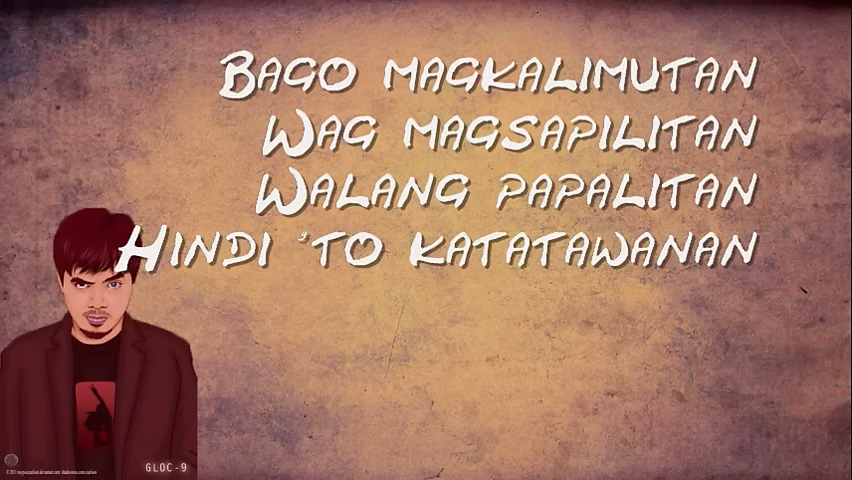 Bago magkalimutan
Wag magsapilitan
Walang papalitan
Hindi 'to katatawanan
GLOC-9